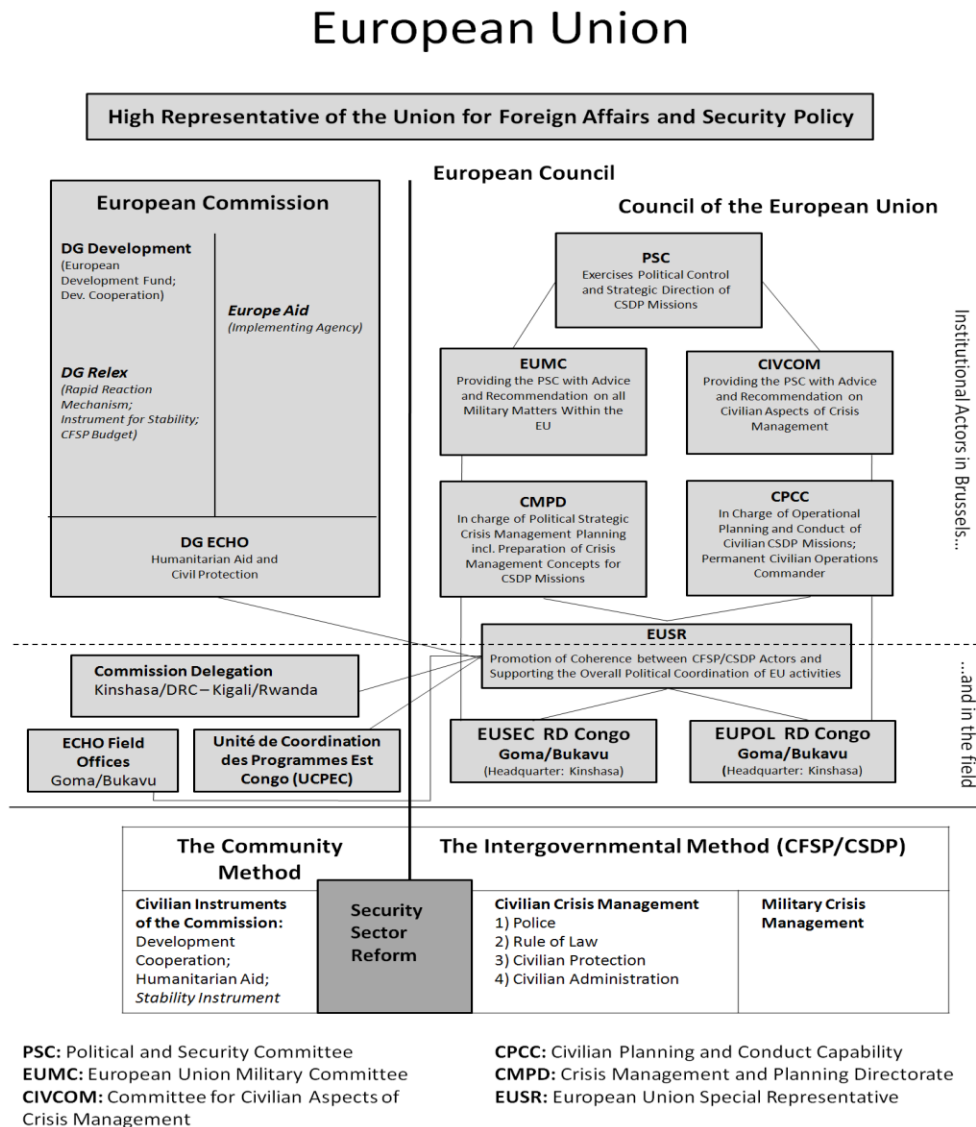 European Union
High Representative of the Union for Foreign Affairs and Security Policy
European Commission
DG Development
(European
Development Fund;
Dev. Cooperation)
Europe Aid
(Implementing Agency)
DG Relex
(Rapid Reaction
Mechanism;
Instrument for Stability;
CFSP Budget)
DG ECHO
Humanitarian Aid and
Civil Protection
European Council
Council of the European Union
PSC
Exercises Political Control
and Strategic Direction of
CSDP Missions
EUMC
Providing the PSC with Advice
and Recommendation on all
Military Matters Within the
EU
CIVCOM
Providing the PSC with Advice
and Recommendation on
Civilian Aspects of Crisis
Management
CMPD
In charge of Political Strategic
Crisis Management Planning
incl. Preparation of Crisis
Management Concepts for
CSDP Missions
CPCC
In Charge of Operational
Planning and Conduct of
Civilian CSDP Missions;
Permanent Civilian Operations
Commander
Institutional Actors in Brussels...
EUSR
Promotion of Coherence between CFSP/CSDP Actors and
Supporting the Overall Political Coordination of EU activities
...and in the field
Commission Delegation
Kinshasa/DRC – Kigali/Rwanda
ECHO Field
Offices
Goma/Bukavu
Unité de Coordination
des Programmes Est
Congo (UCPEC)
EUSEC RD Congo
Goma/Bukavu
(Headquarter: Kinshasa)
EUPOL RD Congo
Goma/Bukavu
(Headquarter: Kinshasa)
The Community
Method
The Intergovernmental Method (CFSP/CSDP)
Civilian Instruments
of the Commission:
Development
Cooperation;
Humanitarian Aid;
Stability Instrument
Security
Sector
Reform
Civilian Crisis Management
1) Police
2) Rule of Law
3) Civilian Protection
4) Civilian Administration
Military Crisis
Management
PSC: Political and Security Committee
EUMC: European Union Military Committee
CIVCOM: Committee for Civilian Aspects of
Crisis Management
CPCC: Civilian Planning and Conduct Capability
CMPD: Crisis Management and Planning Directorate
EUSR: European Union Special Representative